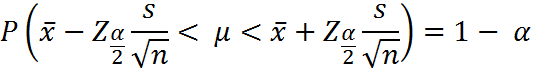 P(x̄ − Z_{α/2} s/√n < μ < x̄ + Z_{α/2} s/√n) = 1 − α